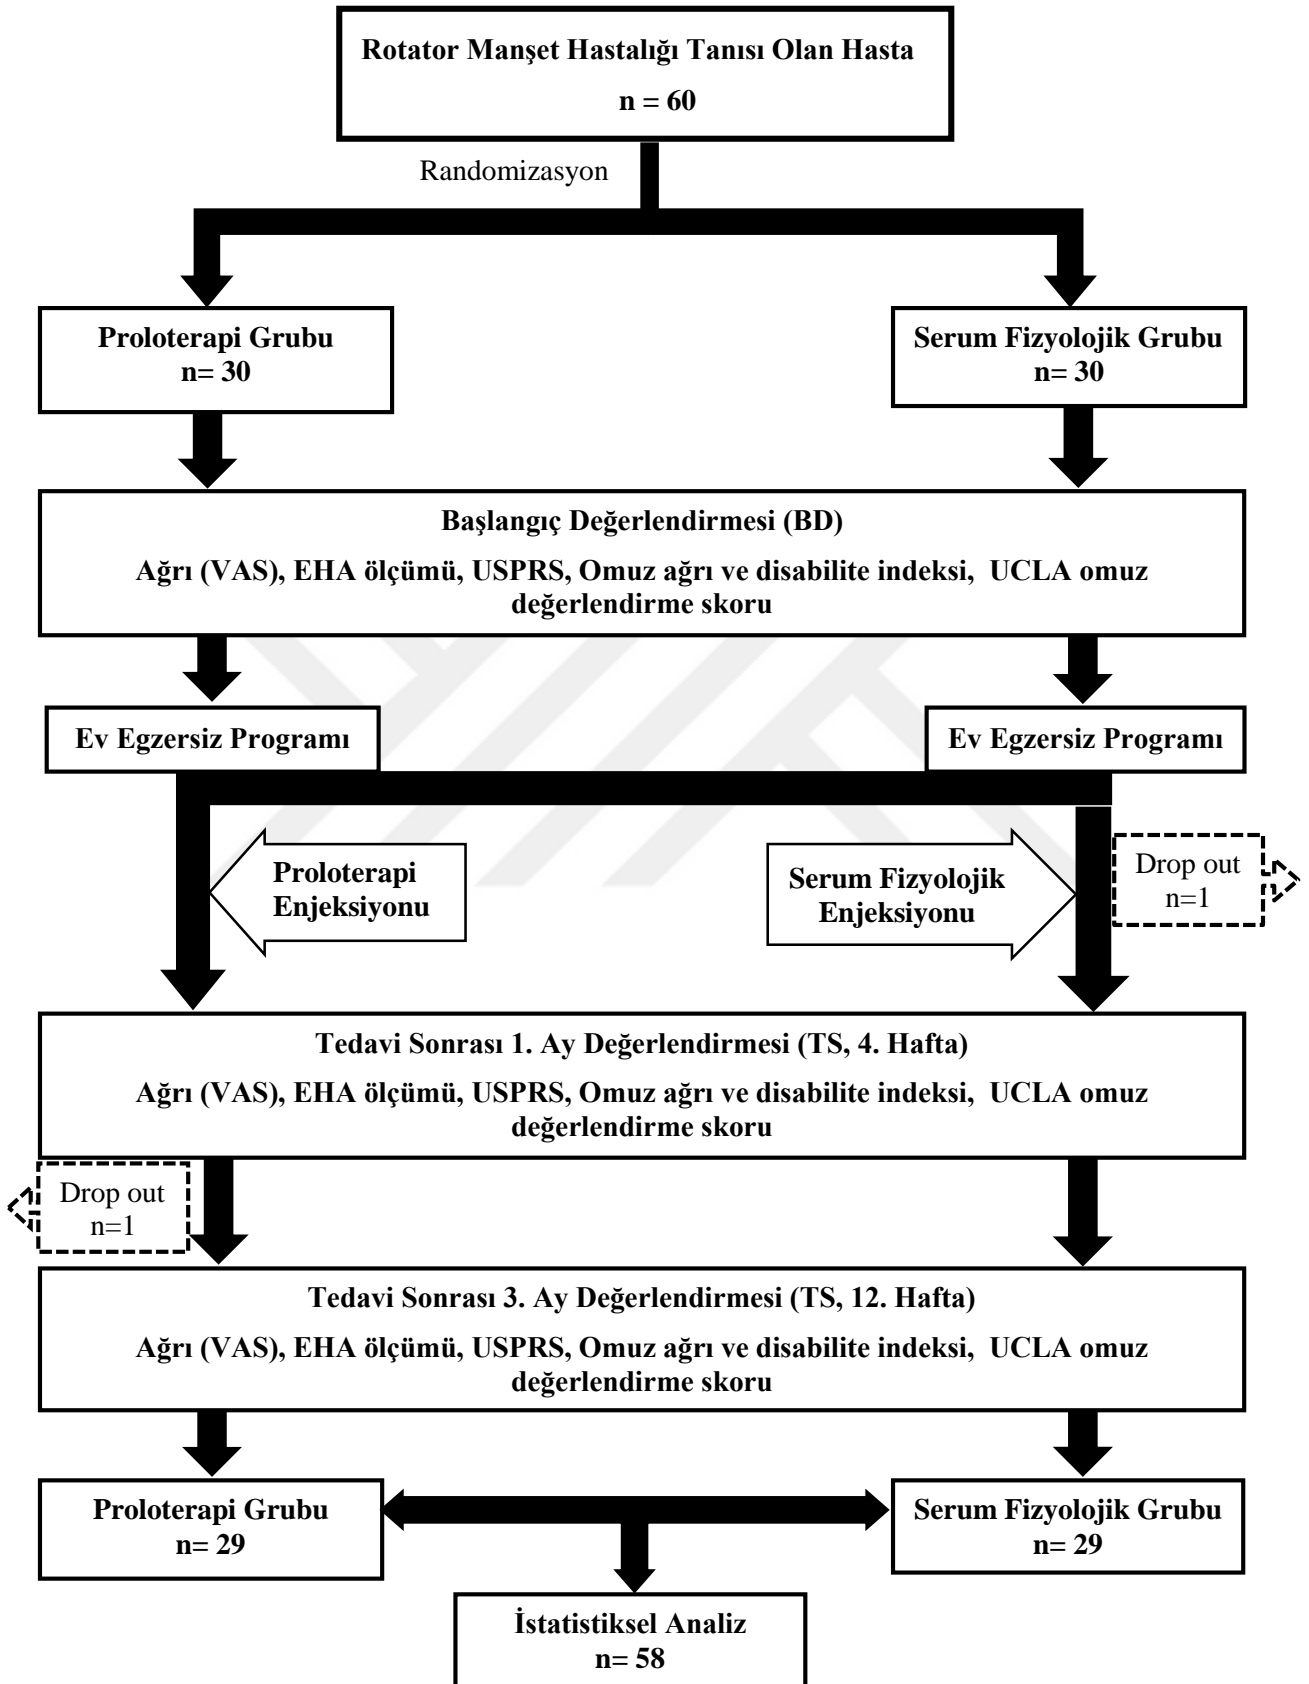 Rotator Manşet Hastalığı Tanısı Olan Hasta
n = 60
Randomizasyon
Proloterapi Grubu
n= 30
Serum Fizyolojik Grubu
n= 30
Başlangıç Değerlendirmesi (BD)
Ağrı (VAS), EHA ölçümü, USPRS, Omuz ağrı ve disabilite indeksi,  UCLA omuz
değerlendirme skoru
Ev Egzersiz Programı
Ev Egzersiz Programı
Proloterapi
Enjeksiyonu
Serum Fizyolojik
Enjeksiyonu
Drop out
n=1
Tedavi Sonrası 1. Ay Değerlendirmesi (TS, 4. Hafta)
Ağrı (VAS), EHA ölçümü, USPRS, Omuz ağrı ve disabilite indeksi,  UCLA omuz
değerlendirme skoru
Drop out
n=1
Tedavi Sonrası 3. Ay Değerlendirmesi (TS, 12. Hafta)
Ağrı (VAS), EHA ölçümü, USPRS, Omuz ağrı ve disabilite indeksi,  UCLA omuz
değerlendirme skoru
Proloterapi Grubu
n= 29
Serum Fizyolojik Grubu
n= 29
İstatistiksel Analiz
n= 58